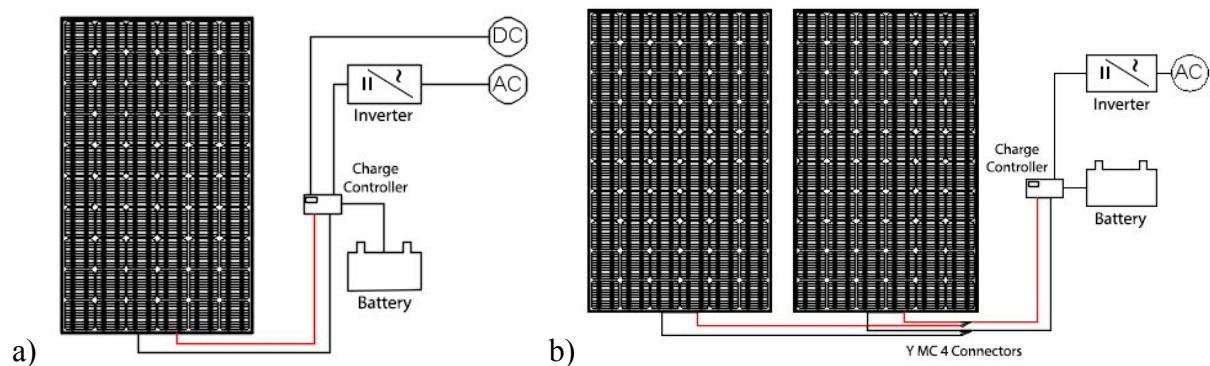 DC
AC
Inverter
Charge
Controller
Battery
a)
AC
Inverter
Charge
Controller
Battery
Y MC 4 Connectors
b)